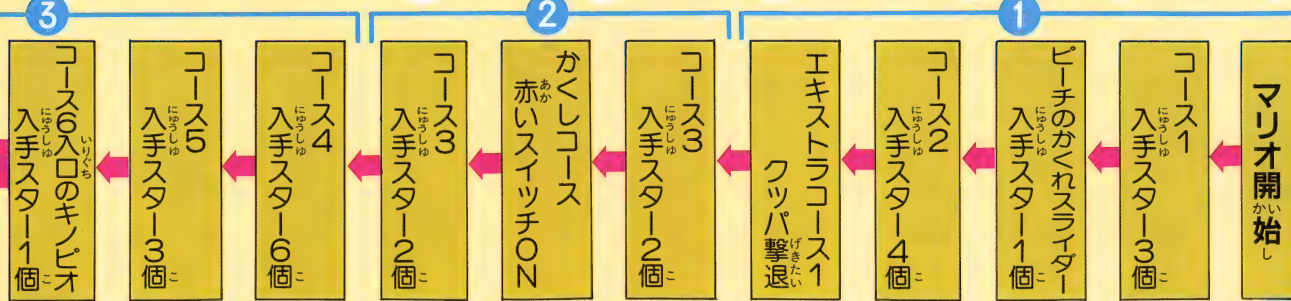 1
マリオ開始
コース1
入手スター3個
ピーチのかくれスライダー
入手スター1個
コース2
入手スター4個
エキストラコース1
クッパ撃退
2
コース3
入手スター2個
かくしコース
赤いスイッチON
コース3
入手スター2個
3
コース4
入手スター6個
コース5
入手スター3個
コース6入口のキノピオ
入手スター1個